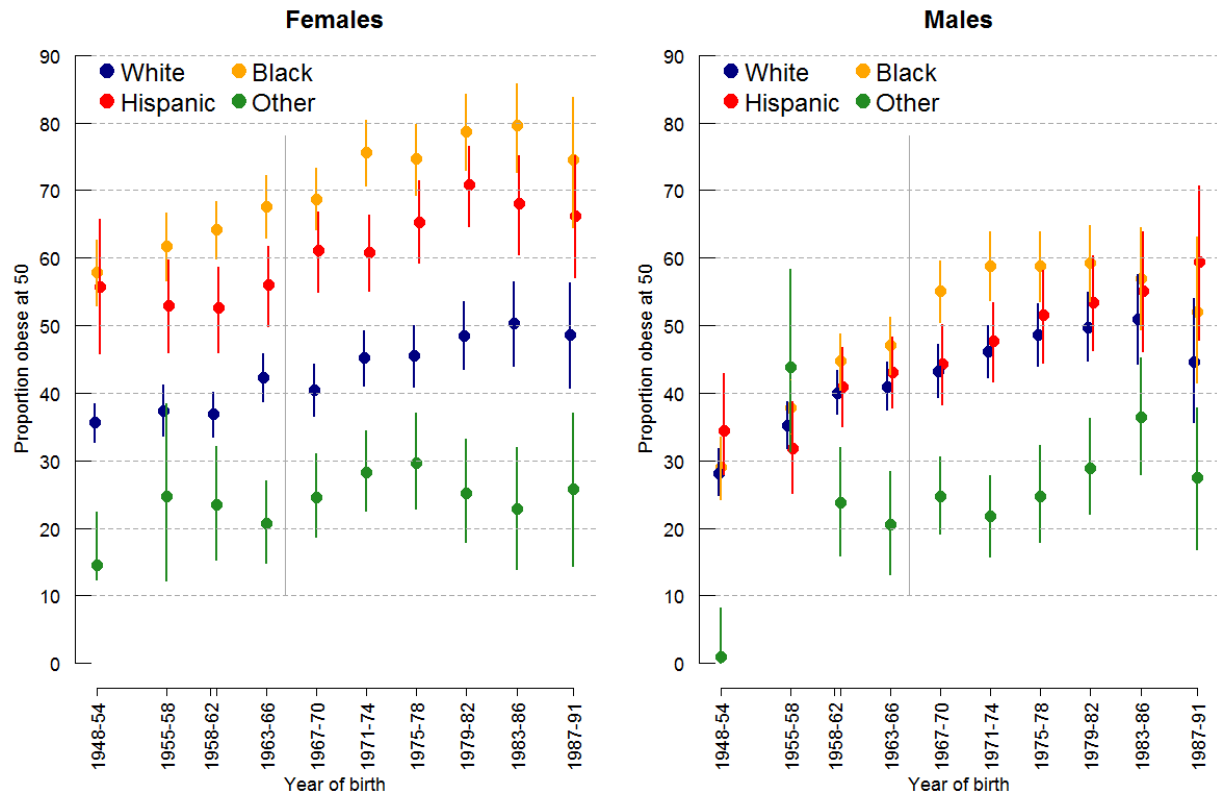 Females
90
80
70
60
50
40
30
20
10
0
Proportion obese at 50
White
Black
Hispanic
Other
1948-54
1955-58
1958-62
1963-66
1967-70
1971-74
1975-78
1979-82
1983-86
1987-91
Year of birth
Males
90
80
70
60
50
40
30
20
10
0
Proportion obese at 50
White
Black
Hispanic
Other
1948-54
1955-58
1958-62
1963-66
1967-70
1971-74
1975-78
1979-82
1983-86
1987-91
Year of birth